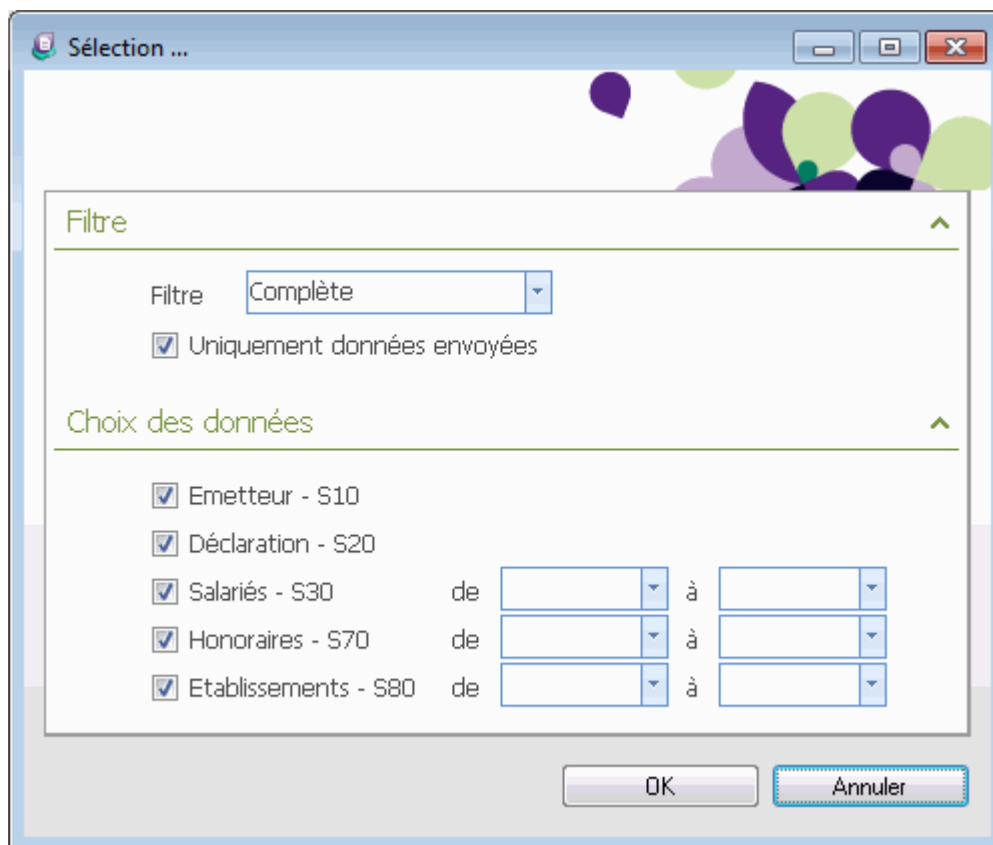 Sélection ...
Filtre
Filtre Complète
Uniquement données envoyées
Choix des données
Emetteur - S10
Déclaration - S20
Salariés - S30 de à
Honoraires - S70 de à
Etablissements - S80 de à
OK Annuler